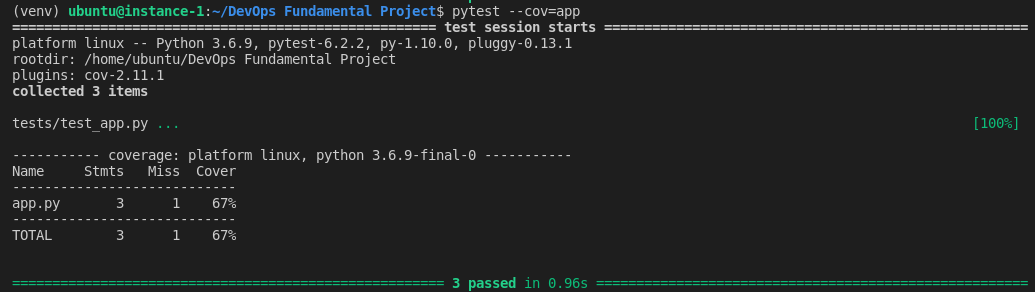 (venv) ubuntu@instance-1:~/DevOps Fundamental Project$ pytest --cov=app
===================================================== test session starts =====================================================
platform linux -- Python 3.6.9, pytest-6.2.2, py-1.10.0, pluggy-0.13.1
rootdir: /home/ubuntu/DevOps Fundamental Project
plugins: cov-2.11.1
collected 3 items
tests/test_app.py ... [100%]
----------- coverage: platform linux, python 3.6.9-final-0 -----------
Name     Stmts   Miss  Cover
----------------------------
app.py       3      1    67%
----------------------------
TOTAL        3      1    67%
====================================================== 3 passed in 0.96s ======================================================